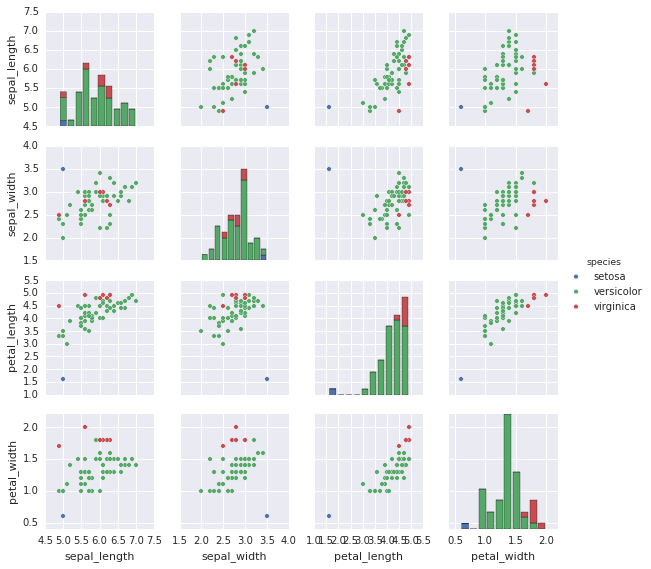 sepal_length
7.5
7.0
6.5
6.0
5.5
5.0
4.5
sepal_width
4.0
3.5
3.0
2.5
2.0
1.5
petal_length
5.5
5.0
4.5
4.0
3.5
3.0
2.5
2.0
1.5
1.0
petal_width
2.0
1.5
1.0
0.5
4.5 5.0 5.5 6.0 6.5 7.0 7.5
sepal_length
1.5 2.0 2.5 3.0 3.5 4.0
sepal_width
1.0 1.5 2.0 2.5 3.0 3.5 4.0 4.5 5.0 5.5
petal_length
0.5 1.0 1.5 2.0
petal_width
species
setosa
versicolor
virginica